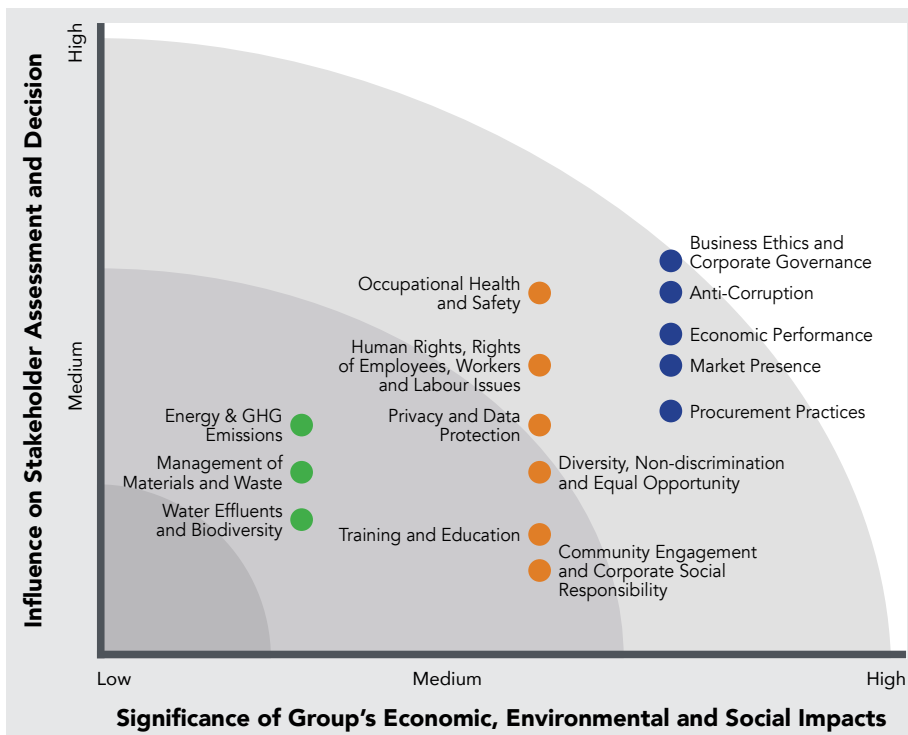 Influence on Stakeholder Assessment and Decision
High
Medium
Business Ethics and
Corporate Governance
Occupational Health
and Safety
Anti-Corruption
Economic Performance
Human Rights, Rights
of Employees, Workers
and Labour Issues
Market Presence
Energy & GHG
Emissions
Privacy and Data
Protection
Procurement Practices
Management of
Materials and Waste
Diversity, Non-discrimination
and Equal Opportunity
Water Effluents
and Biodiversity
Training and Education
Community Engagement
and Corporate Social
Responsibility
Low
Medium
High
Significance of Group's Economic, Environmental and Social Impacts